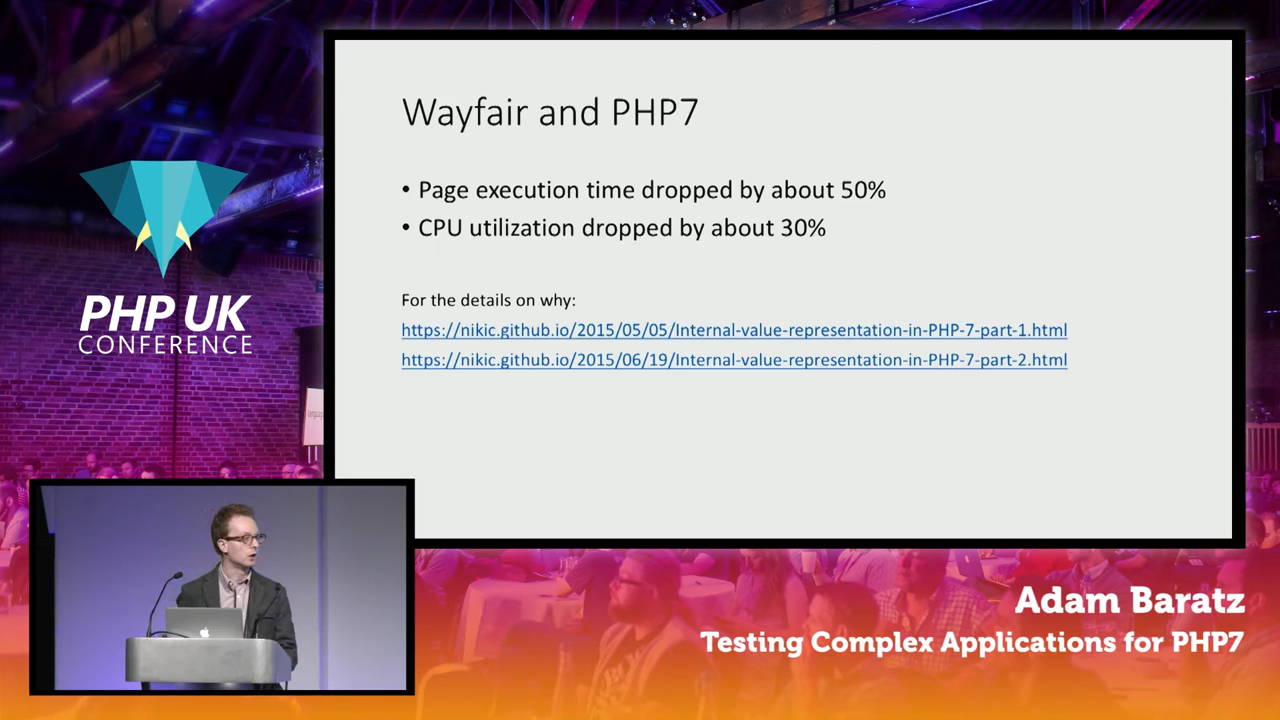 Wayfair and PHP7
• Page execution time dropped by about 50%
• CPU utilization dropped by about 30%
For the details on why:
https://nikic.github.io/2015/05/05/Internal-value-representation-in-PHP-7-part-1.html
https://nikic.github.io/2015/06/19/Internal-value-representation-in-PHP-7-part-2.html
PHP UK
CONFERENCE
Adam Baratz
Testing Complex Applications for PHP7